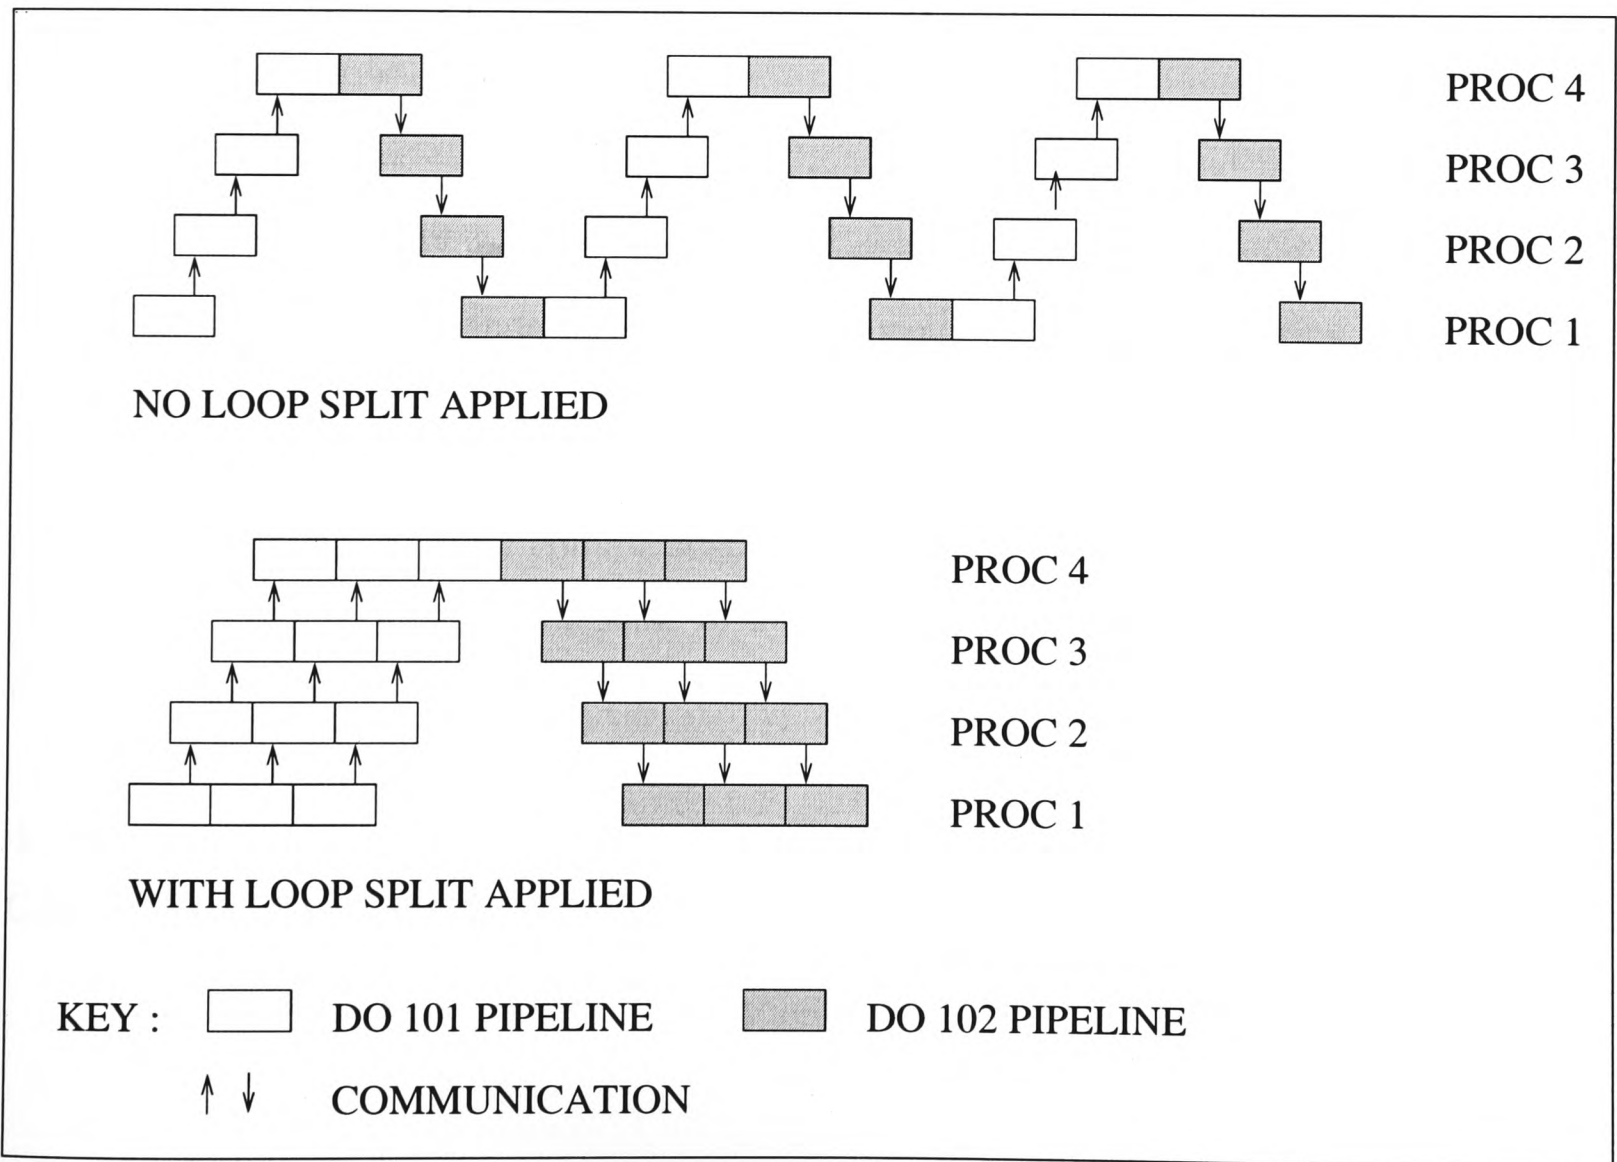 PROC 4
PROC 3
PROC 2
PROC 1
NO LOOP SPLIT APPLIED
PROC 4
PROC 3
PROC 2
PROC 1
WITH LOOP SPLIT APPLIED
KEY : DO 101 PIPELINE DO 102 PIPELINE
COMMUNICATION